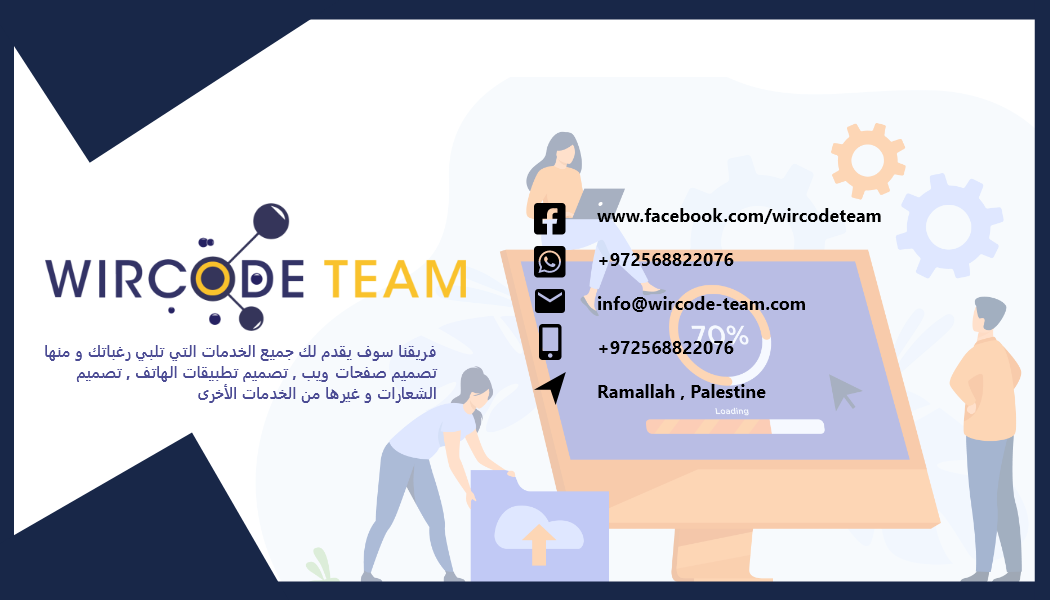 WIRCODE TEAM
فريقنا سوف يقدم لك جميع الخدمات التي تلبي رغباتك و منها
تصميم صفحات ويب , تصميم تطبيقات الهاتف , تصميم
الشعارات و غيرها من الخدمات الأخرى
www.facebook.com/wircodeteam
+972568822076
info@wircode-team.com
70%
+972568822076
Ramallah , Palestine
Loading